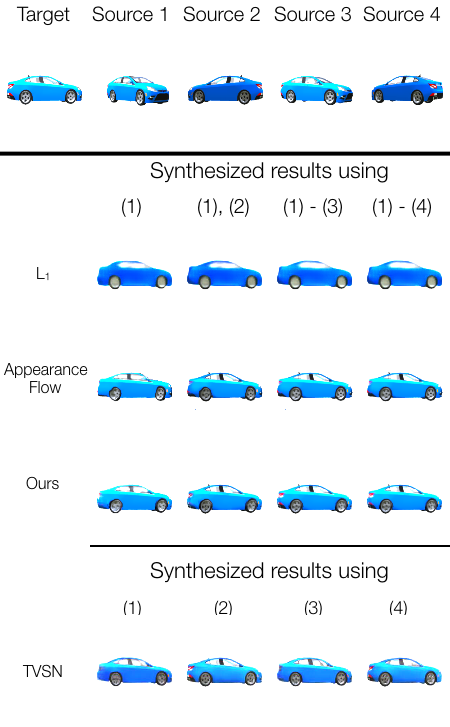 Target Source 1 Source 2 Source 3 Source 4
Synthesized results using
(1) (1), (2) (1) - (3) (1) - (4)
L₁
Appearance
Flow
Ours
Synthesized results using
(1) (2) (3) (4)
TVSN